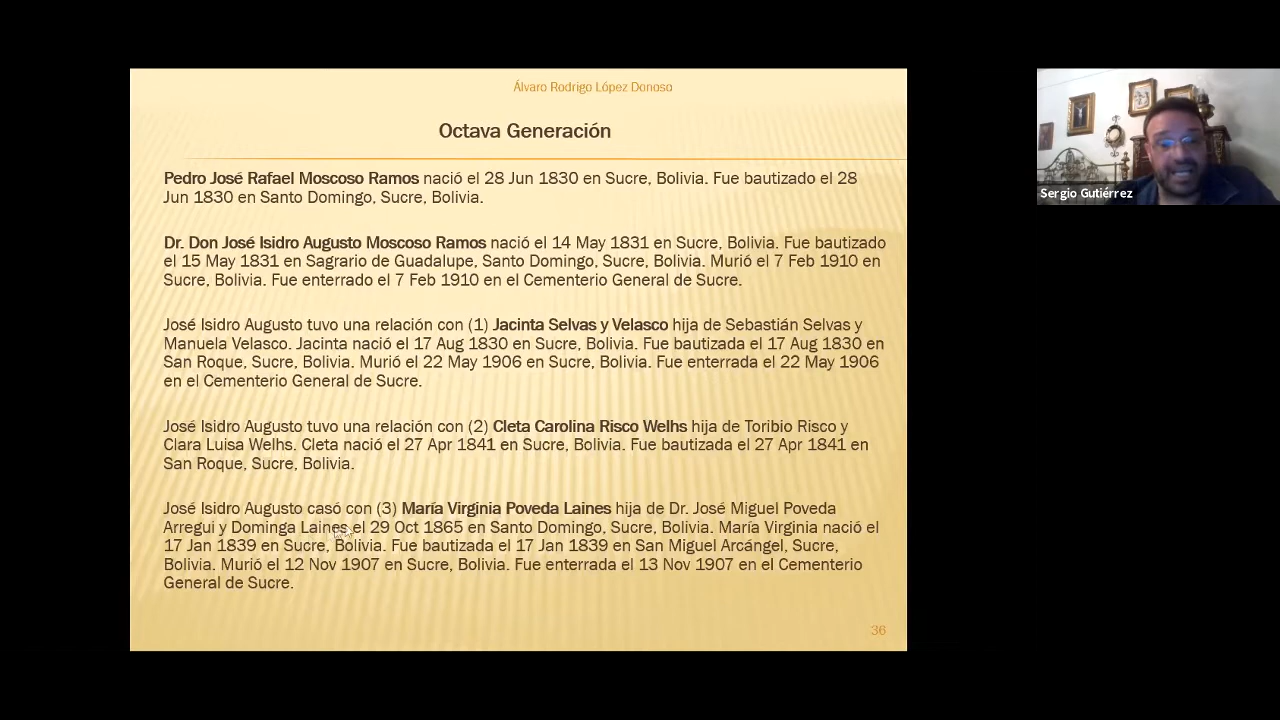 Álvaro Rodrigo López Donoso
Octava Generación
Pedro José Rafael Moscoso Ramos nació el 28 Jun 1830 en Sucre, Bolivia. Fue bautizado el 28
Jun 1830 en Santo Domingo, Sucre, Bolivia.
Dr. Don José Isidro Augusto Moscoso Ramos nació el 14 May 1831 en Sucre, Bolivia. Fue bautizado
el 15 May 1831 en Sagrario de Guadalupe, Santo Domingo, Sucre, Bolivia. Murió el 7 Feb 1910 en
Sucre, Bolivia. Fue enterrado el 7 Feb 1910 en el Cementerio General de Sucre.
José Isidro Augusto tuvo una relación con (1) Jacinta Selvas y Velasco hija de Sebastián Selvas y
Manuela Velasco. Jacinta nació el 17 Aug 1830 en Sucre, Bolivia. Fue bautizada el 17 Aug 1830 en
San Roque, Sucre, Bolivia. Murió el 22 May 1906 en Sucre, Bolivia. Fue enterrada el 22 May 1906
en el Cementerio General de Sucre.
José Isidro Augusto tuvo una relación con (2) Cleta Carolina Risco Welhs hija de Toribio Risco y
Clara Luisa Welhs. Cleta nació el 27 Apr 1841 en Sucre, Bolivia. Fue bautizada el 27 Apr 1841 en
San Roque, Sucre, Bolivia.
José Isidro Augusto casó con (3) María Virginia Poveda Laines hija de Dr. José Miguel Poveda
Arregui y Dominga Laines el 29 Oct 1865 en Santo Domingo, Sucre, Bolivia. María Virginia nació el
17 Jan 1839 en Sucre, Bolivia. Fue bautizada el 17 Jan 1839 en San Miguel Arcángel, Sucre,
Bolivia. Murió el 12 Nov 1907 en Sucre, Bolivia. Fue enterrada el 13 Nov 1907 en el Cementerio
General de Sucre.
36
Sergio Gutiérrez